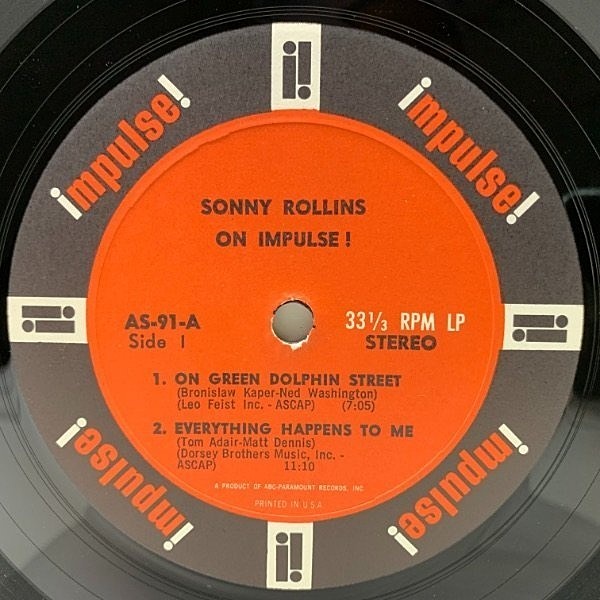 impulse!
impulse!
SONNY ROLLINS
ON IMPULSE!
AS-91-A
Side 1
33 1/3 RPM LP
STEREO
1. ON GREEN DOLPHIN STREET
(Bronislaw Kaper-Ned Washington)
(Leo Feist Inc. - ASCAP) (7:05)
2. EVERYTHING HAPPENS TO ME
(Tom Adair-Matt Dennis)
(Dorsey Brothers Music, Inc. -
ASCAP) 11:10
A PRODUCT OF ABC-PARAMOUNT RECORDS, INC.
PRINTED IN U.S.A.
impulse!
impulse!